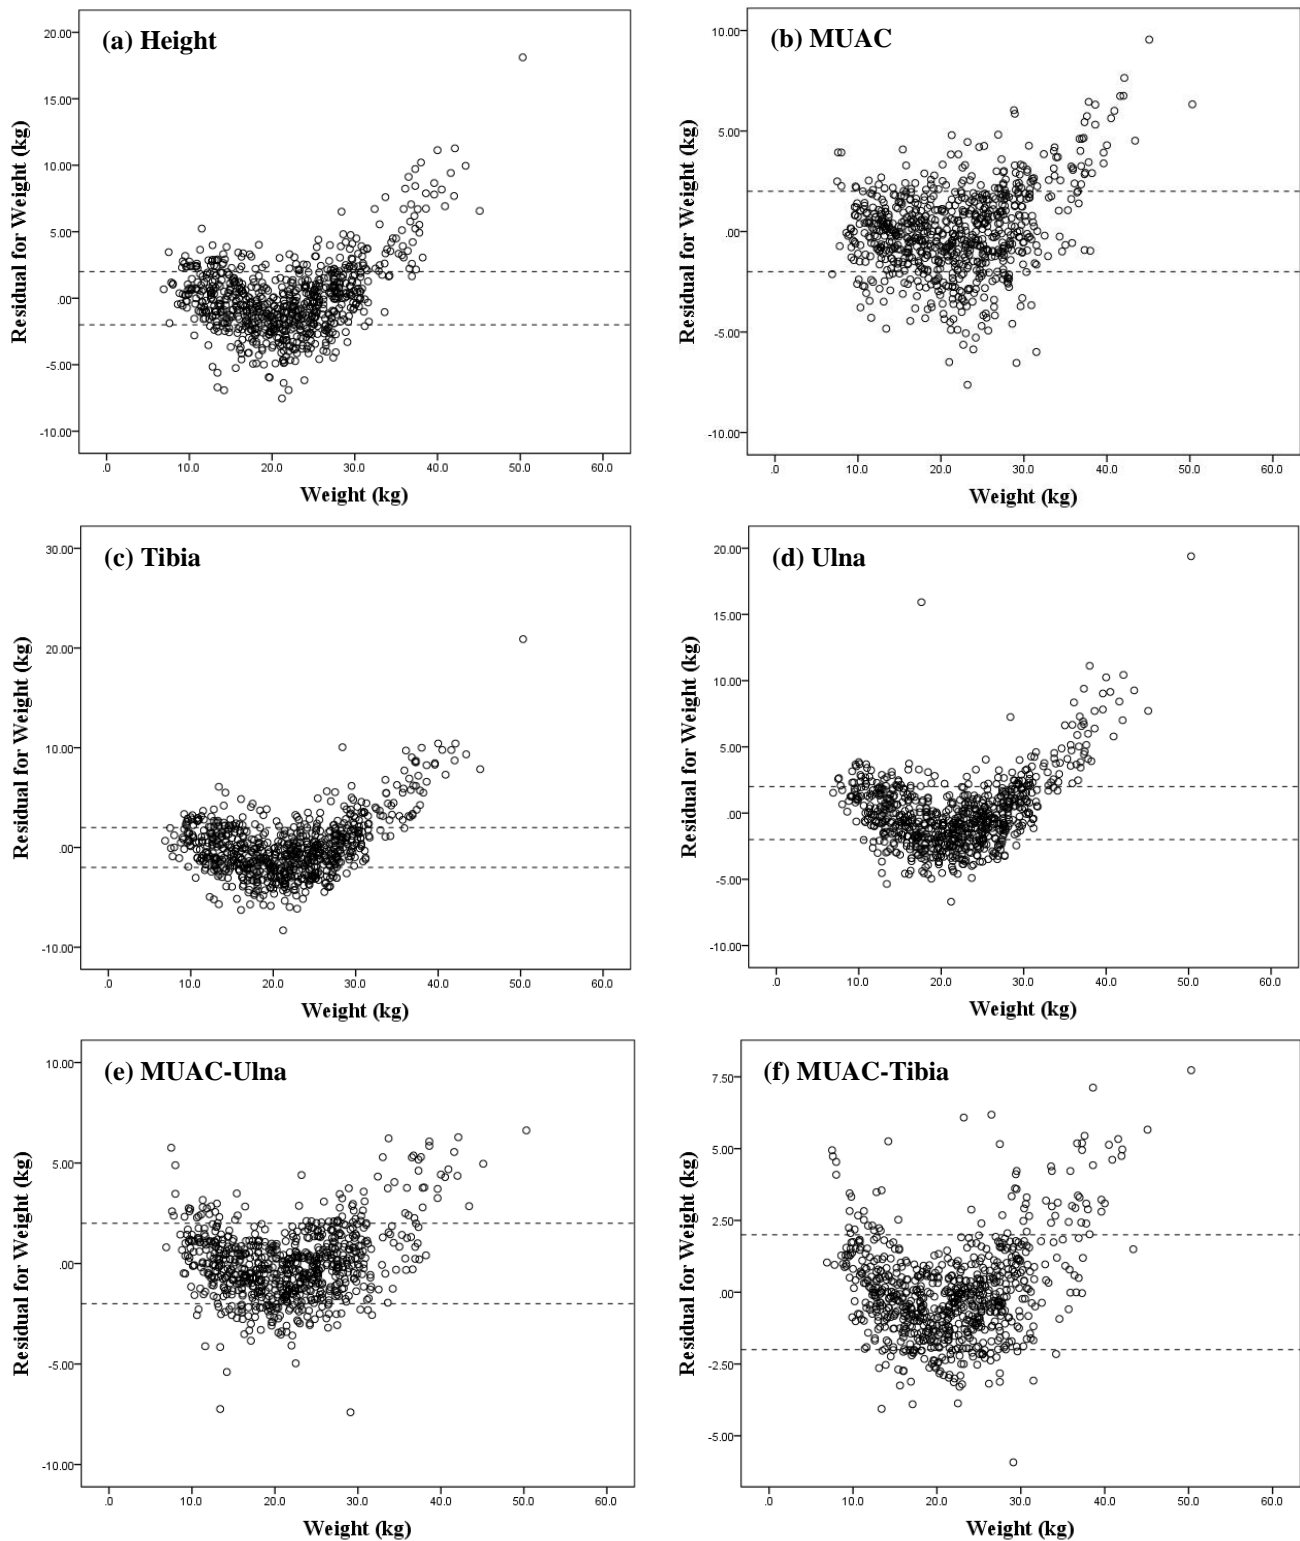 (a) Height
20.00
15.00
10.00
5.00
.00
-5.00
-10.00
Residual for Weight (kg)
.0 10.0 20.0 30.0 40.0 50.0 60.0
Weight (kg)
(b) MUAC
10.00
5.00
.00
-5.00
-10.00
Residual for Weight (kg)
.0 10.0 20.0 30.0 40.0 50.0 60.0
Weight (kg)
(c) Tibia
30.00
20.00
10.00
.00
-10.00
Residual for Weight (kg)
.0 10.0 20.0 30.0 40.0 50.0 60.0
Weight (kg)
(d) Ulna
20.00
15.00
10.00
5.00
.00
-5.00
-10.00
Residual for Weight (kg)
.0 10.0 20.0 30.0 40.0 50.0 60.0
Weight (kg)
(e) MUAC-Ulna
10.00
5.00
.00
-5.00
-10.00
Residual for Weight (kg)
.0 10.0 20.0 30.0 40.0 50.0 60.0
Weight (kg)
(f) MUAC-Tibia
7.50
5.00
2.50
.00
-2.50
-5.00
Residual for Weight (kg)
.0 10.0 20.0 30.0 40.0 50.0 60.0
Weight (kg)